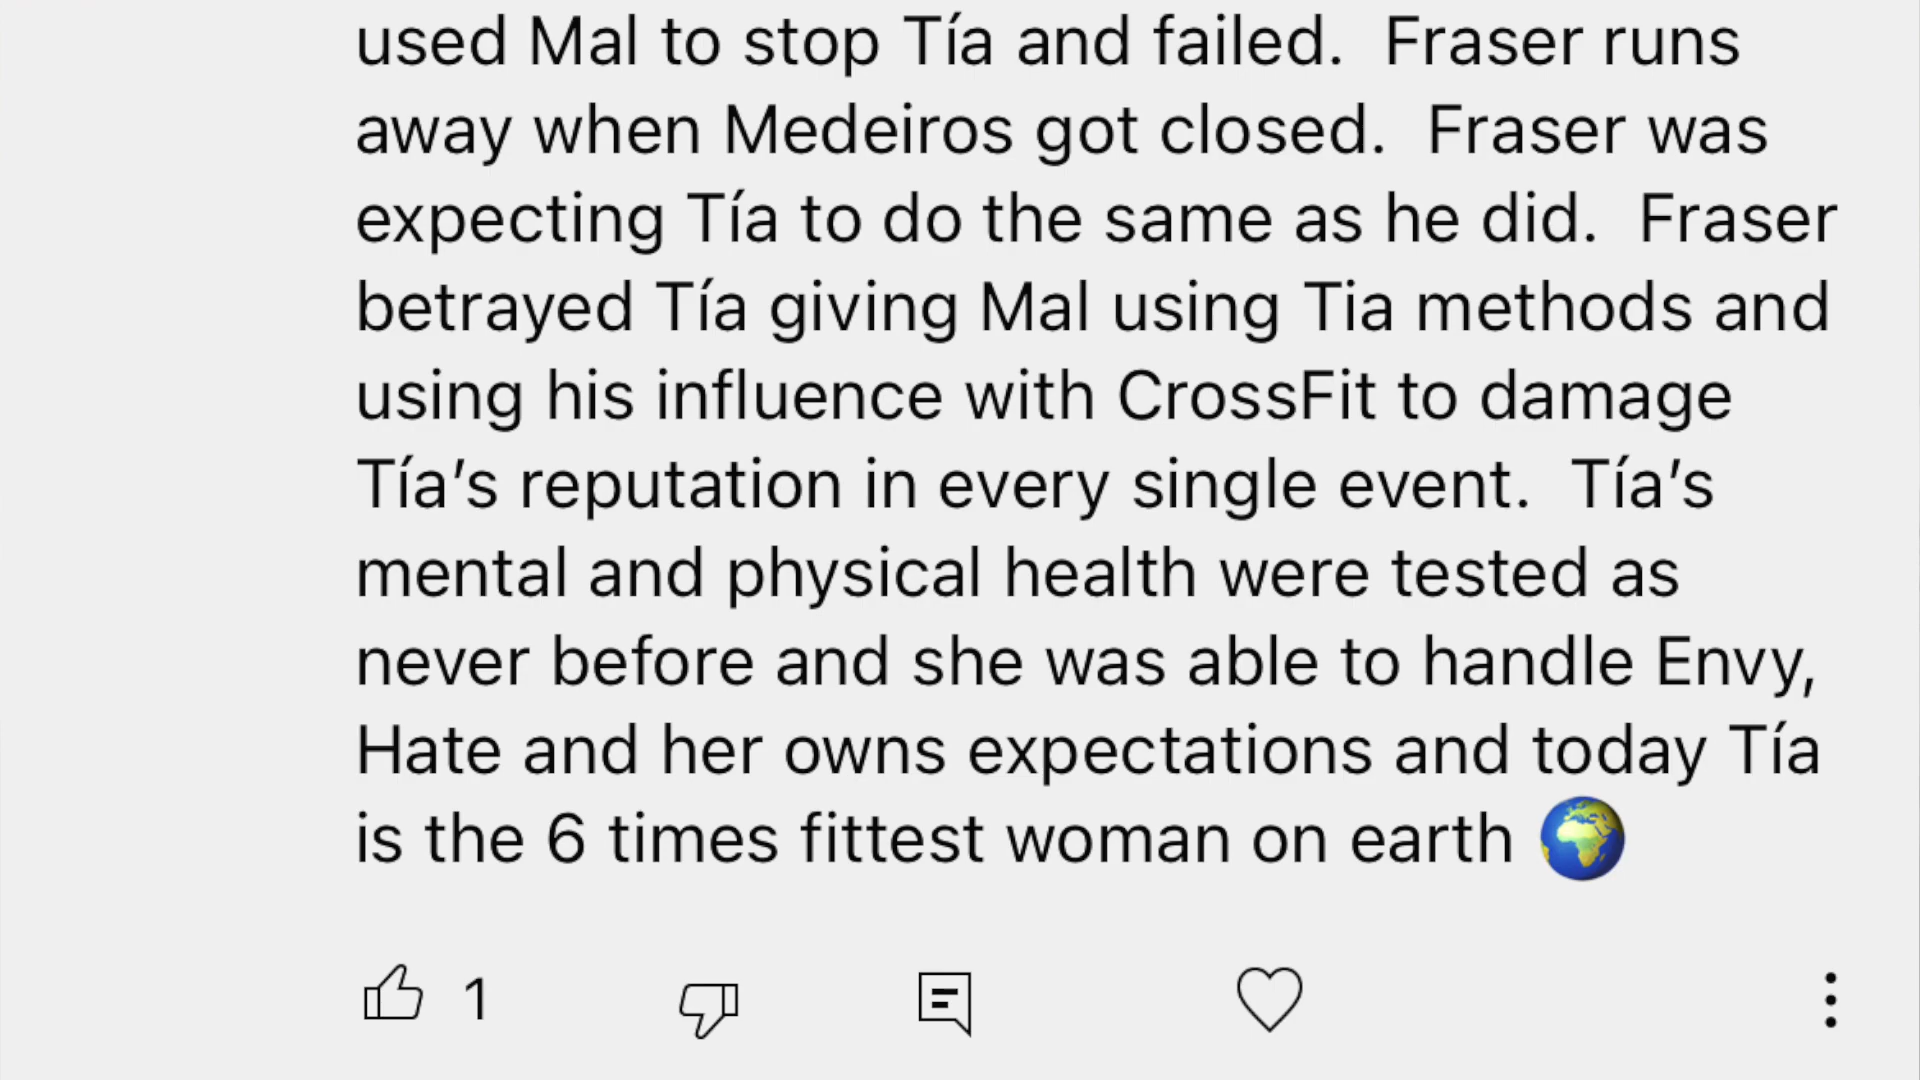 used Mal to stop Tía and failed.  Fraser runs
away when Medeiros got closed.  Fraser was
expecting Tía to do the same as he did.  Fraser
betrayed Tía giving Mal using Tia methods and
using his influence with CrossFit to damage
Tía’s reputation in every single event.  Tía’s
mental and physical health were tested as
never before and she was able to handle Envy,
Hate and her owns expectations and today Tía
is the 6 times fittest woman on earth 🌍
1